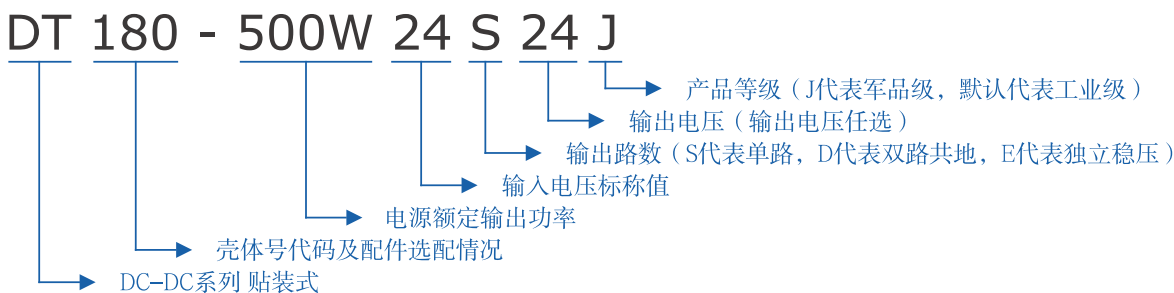 DT 180 - 500W 24 S 24 J
产品等级（J代表军品级，默认代表工业级）
输出电压（输出电压任选）
输出路数（S代表单路，D代表双路共地，E代表独立稳压）
输入电压标称值
电源额定输出功率
壳体号代码及配件选配情况
DC-DC系列 贴装式